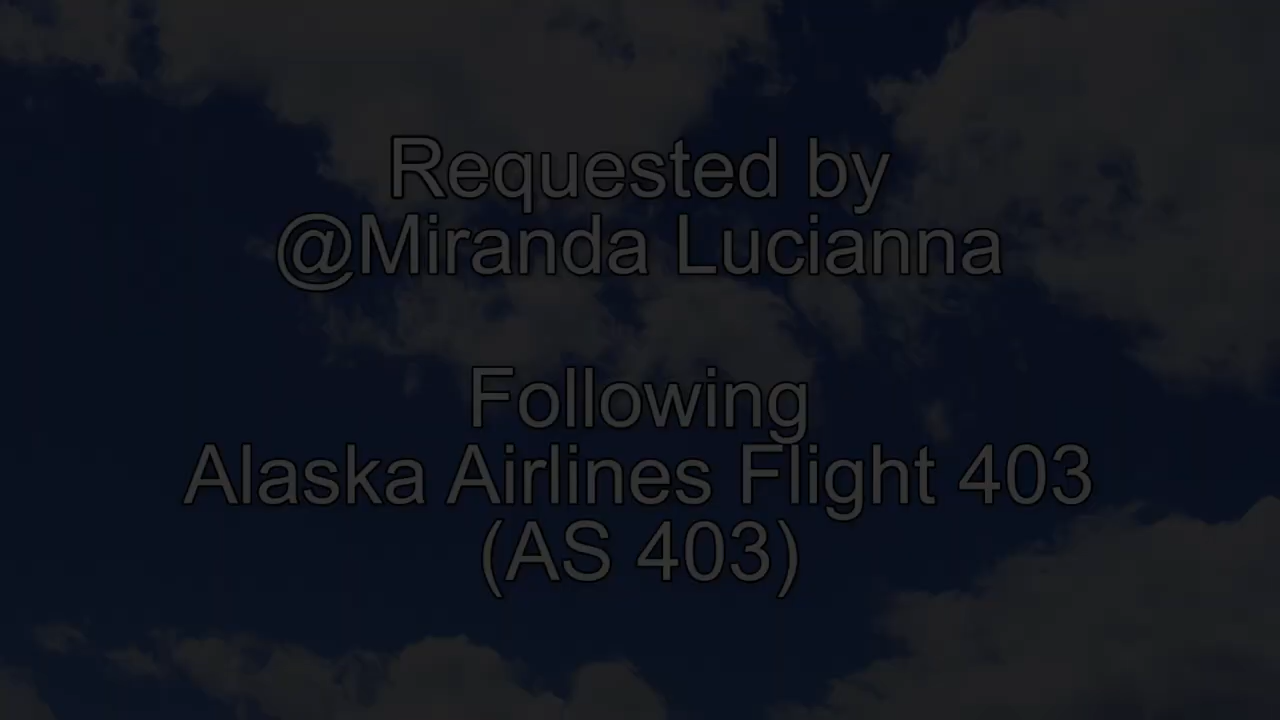 Requested by
@Miranda Lucianna
Following
Alaska Airlines Flight 403
(AS 403)